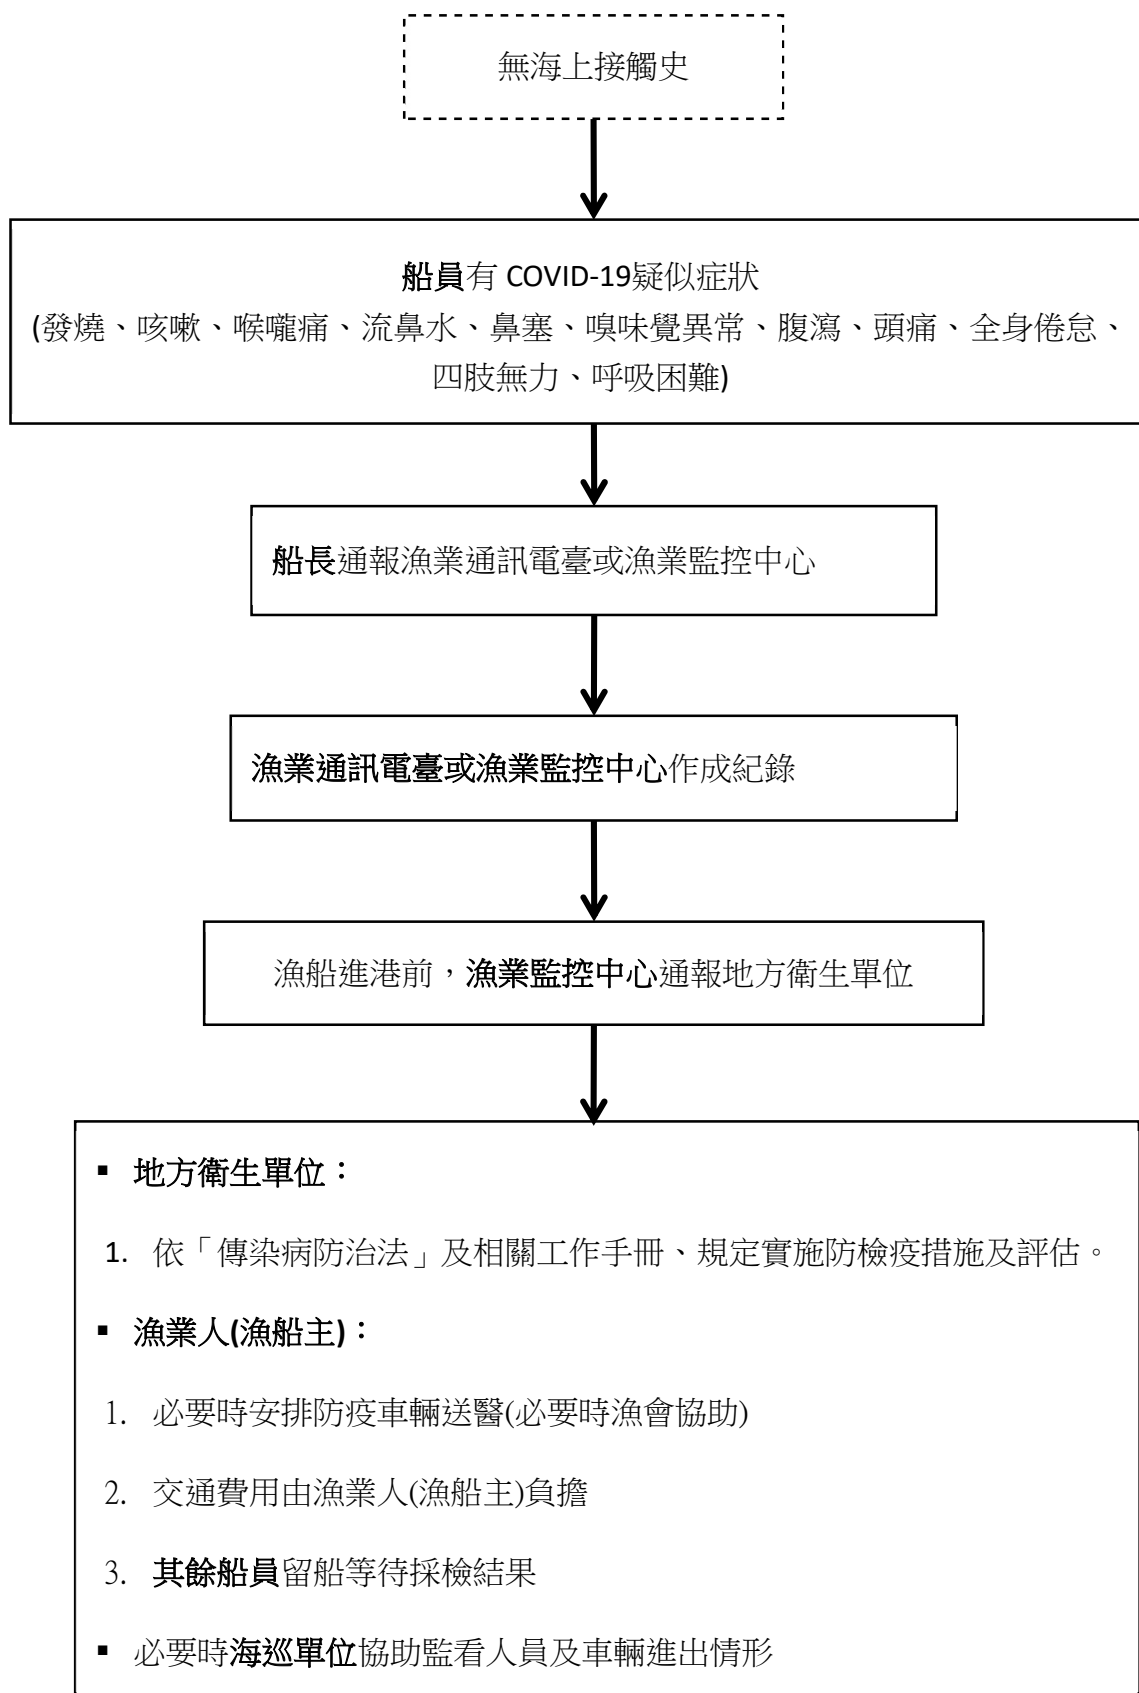 無海上接觸史
船員有 COVID-19疑似症狀
(發燒、咳嗽、喉嚨痛、流鼻水、鼻塞、嗅味覺異常、腹瀉、頭痛、全身倦怠、
四肢無力、呼吸困難)
船長通報漁業通訊電臺或漁業監控中心
漁業通訊電臺或漁業監控中心作成紀錄
漁船進港前，漁業監控中心通報地方衛生單位
▪ 地方衛生單位：
1. 依「傳染病防治法」及相關工作手冊、規定實施防檢疫措施及評估。
▪ 漁業人(漁船主)：
1. 必要時安排防疫車輛送醫(必要時漁會協助)
2. 交通費用由漁業人(漁船主)負擔
3. 其餘船員留船等待採檢結果
▪ 必要時海巡單位協助監看人員及車輛進出情形